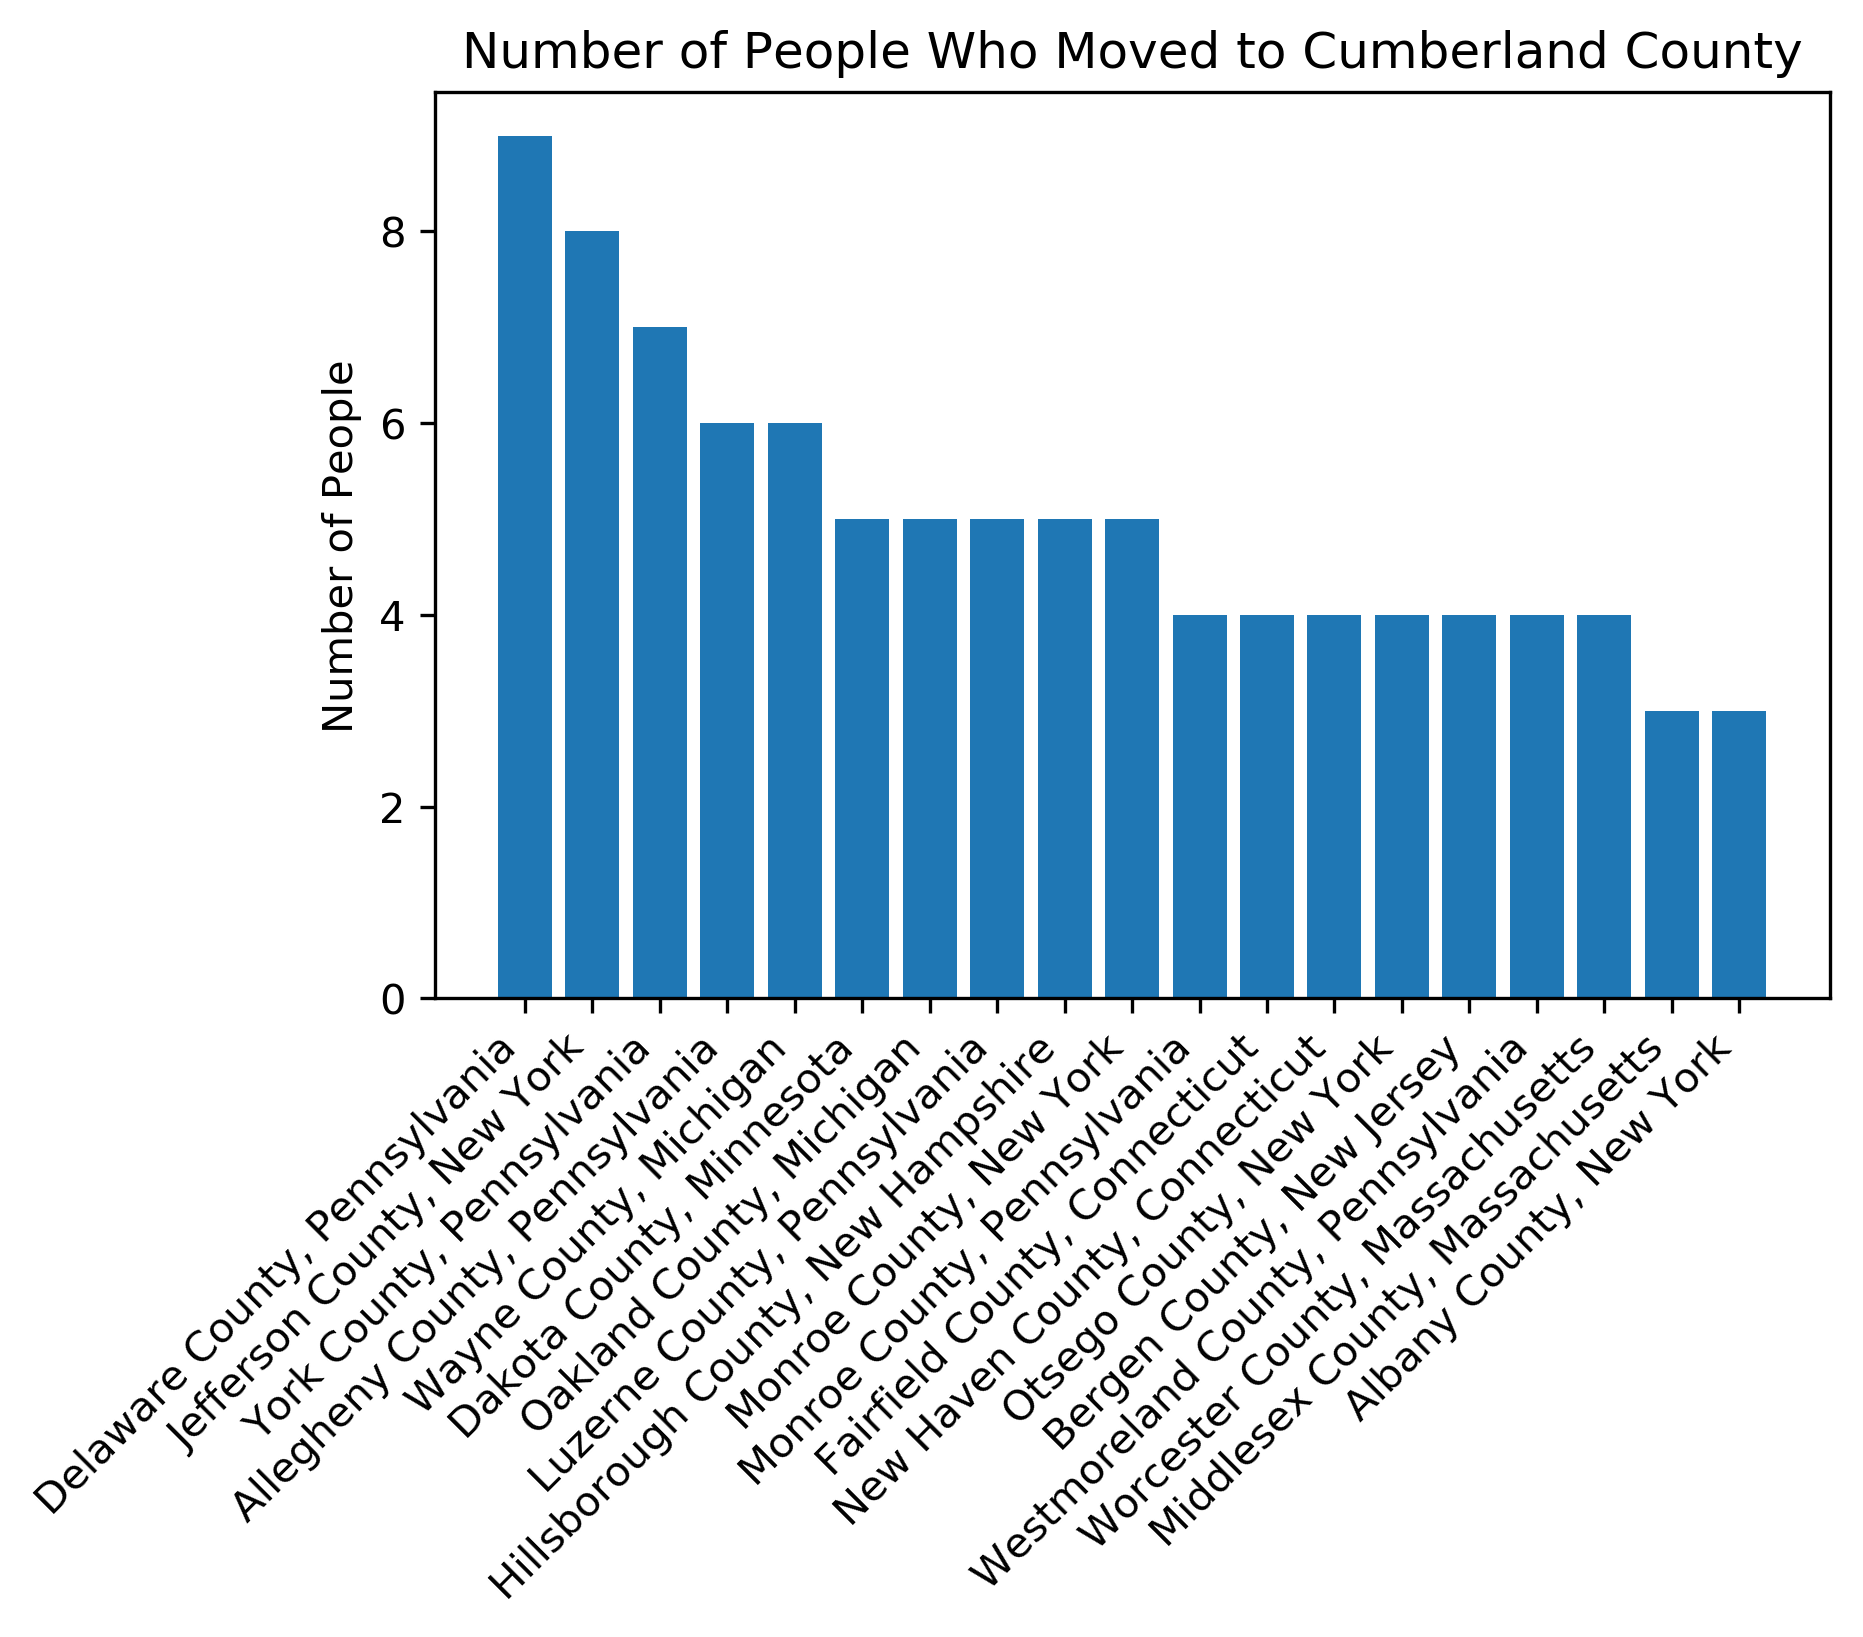 Number of People Who Moved to Cumberland County
Number of People
8
6
4
2
0
Delaware County, Pennsylvania
Jefferson County, New York
York County, Pennsylvania
Allegheny County, Pennsylvania
Wayne County, Michigan
Dakota County, Minnesota
Oakland County, Michigan
Luzerne County, Pennsylvania
Hillsborough County, New Hampshire
Monroe County, New York
Monroe County, Pennsylvania
Fairfield County, Connecticut
New Haven County, Connecticut
Otsego County, New York
Bergen County, New Jersey
Westmoreland County, Pennsylvania
Worcester County, Massachusetts
Middlesex County, Massachusetts
Albany County, New York